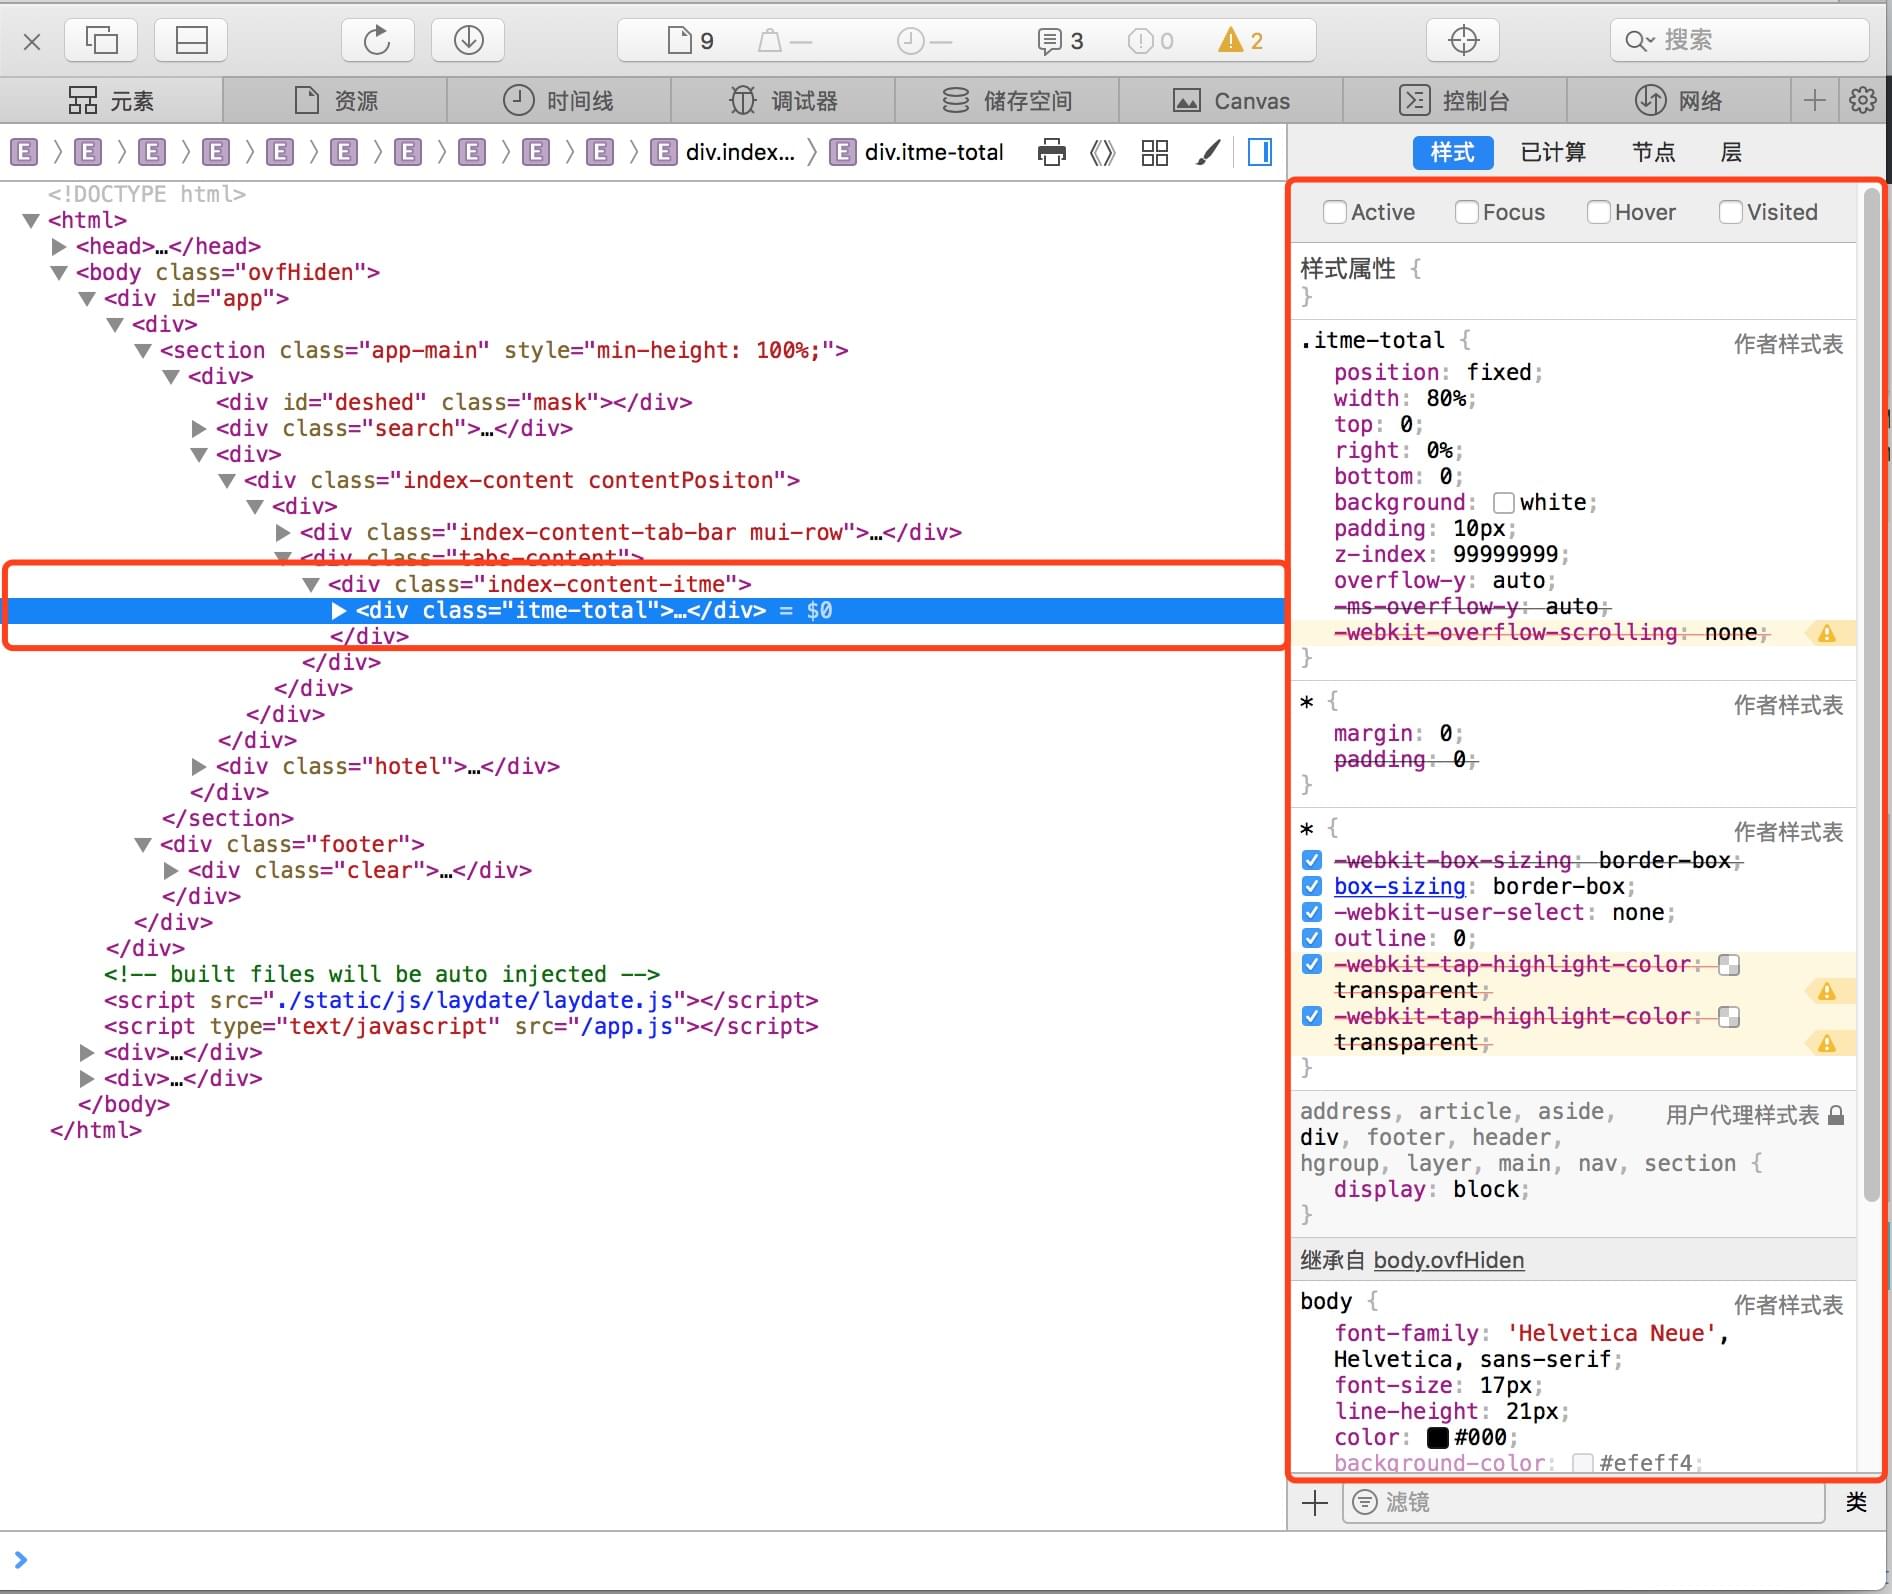 9 — — 3 0 2 搜索
元素 资源 时间线 调试器 储存空间 Canvas 控制台 网络
E E E E E E E E E E E div.index... E div.itme-total
样式 已计算 节点 层
<!DOCTYPE html>
<html>
<head>…</head>
<body class="ovfHiden">
<div id="app">
<div>
<section class="app-main" style="min-height: 100%;">
<div>
<div id="deshed" class="mask"></div>
<div class="search">…</div>
<div>
<div class="index-content contentPositon">
<div>
<div class="index-content-tab-bar mui-row">…</div>
<div class="tabs-content">
<div class="index-content-itme">
<div class="itme-total">…</div> = $0
</div>
</div>
</div>
</div>
</div>
<div class="hotel">…</div>
</div>
</section>
<div class="footer">
<div class="clear">…</div>
</div>
</div>
</div>
<!-- built files will be auto injected -->
<script src="./static/js/laydate/laydate.js"></script>
<script type="text/javascript" src="/app.js"></script>
<div>…</div>
<div>…</div>
</body>
</html>
Active Focus Hover Visited
样式属性 {
}
.itme-total { 作者样式表
position: fixed;
width: 80%;
top: 0;
right: 0%;
bottom: 0;
background: white;
padding: 10px;
z-index: 99999999;
overflow-y: auto;
-ms-overflow-y: auto;
-webkit-overflow-scrolling: none;
}
* { 作者样式表
margin: 0;
padding: 0;
}
* { 作者样式表
-webkit-box-sizing: border-box;
box-sizing: border-box;
-webkit-user-select: none;
outline: 0;
-webkit-tap-highlight-color:
transparent;
-webkit-tap-highlight-color:
transparent;
}
address, article, aside, 用户代理样式表
div, footer, header,
hgroup, layer, main, nav, section {
display: block;
}
继承自 body.ovfHiden
body { 作者样式表
font-family: 'Helvetica Neue',
Helvetica, sans-serif;
font-size: 17px;
line-height: 21px;
color: #000;
background-color: #efeff4;
滤镜 类